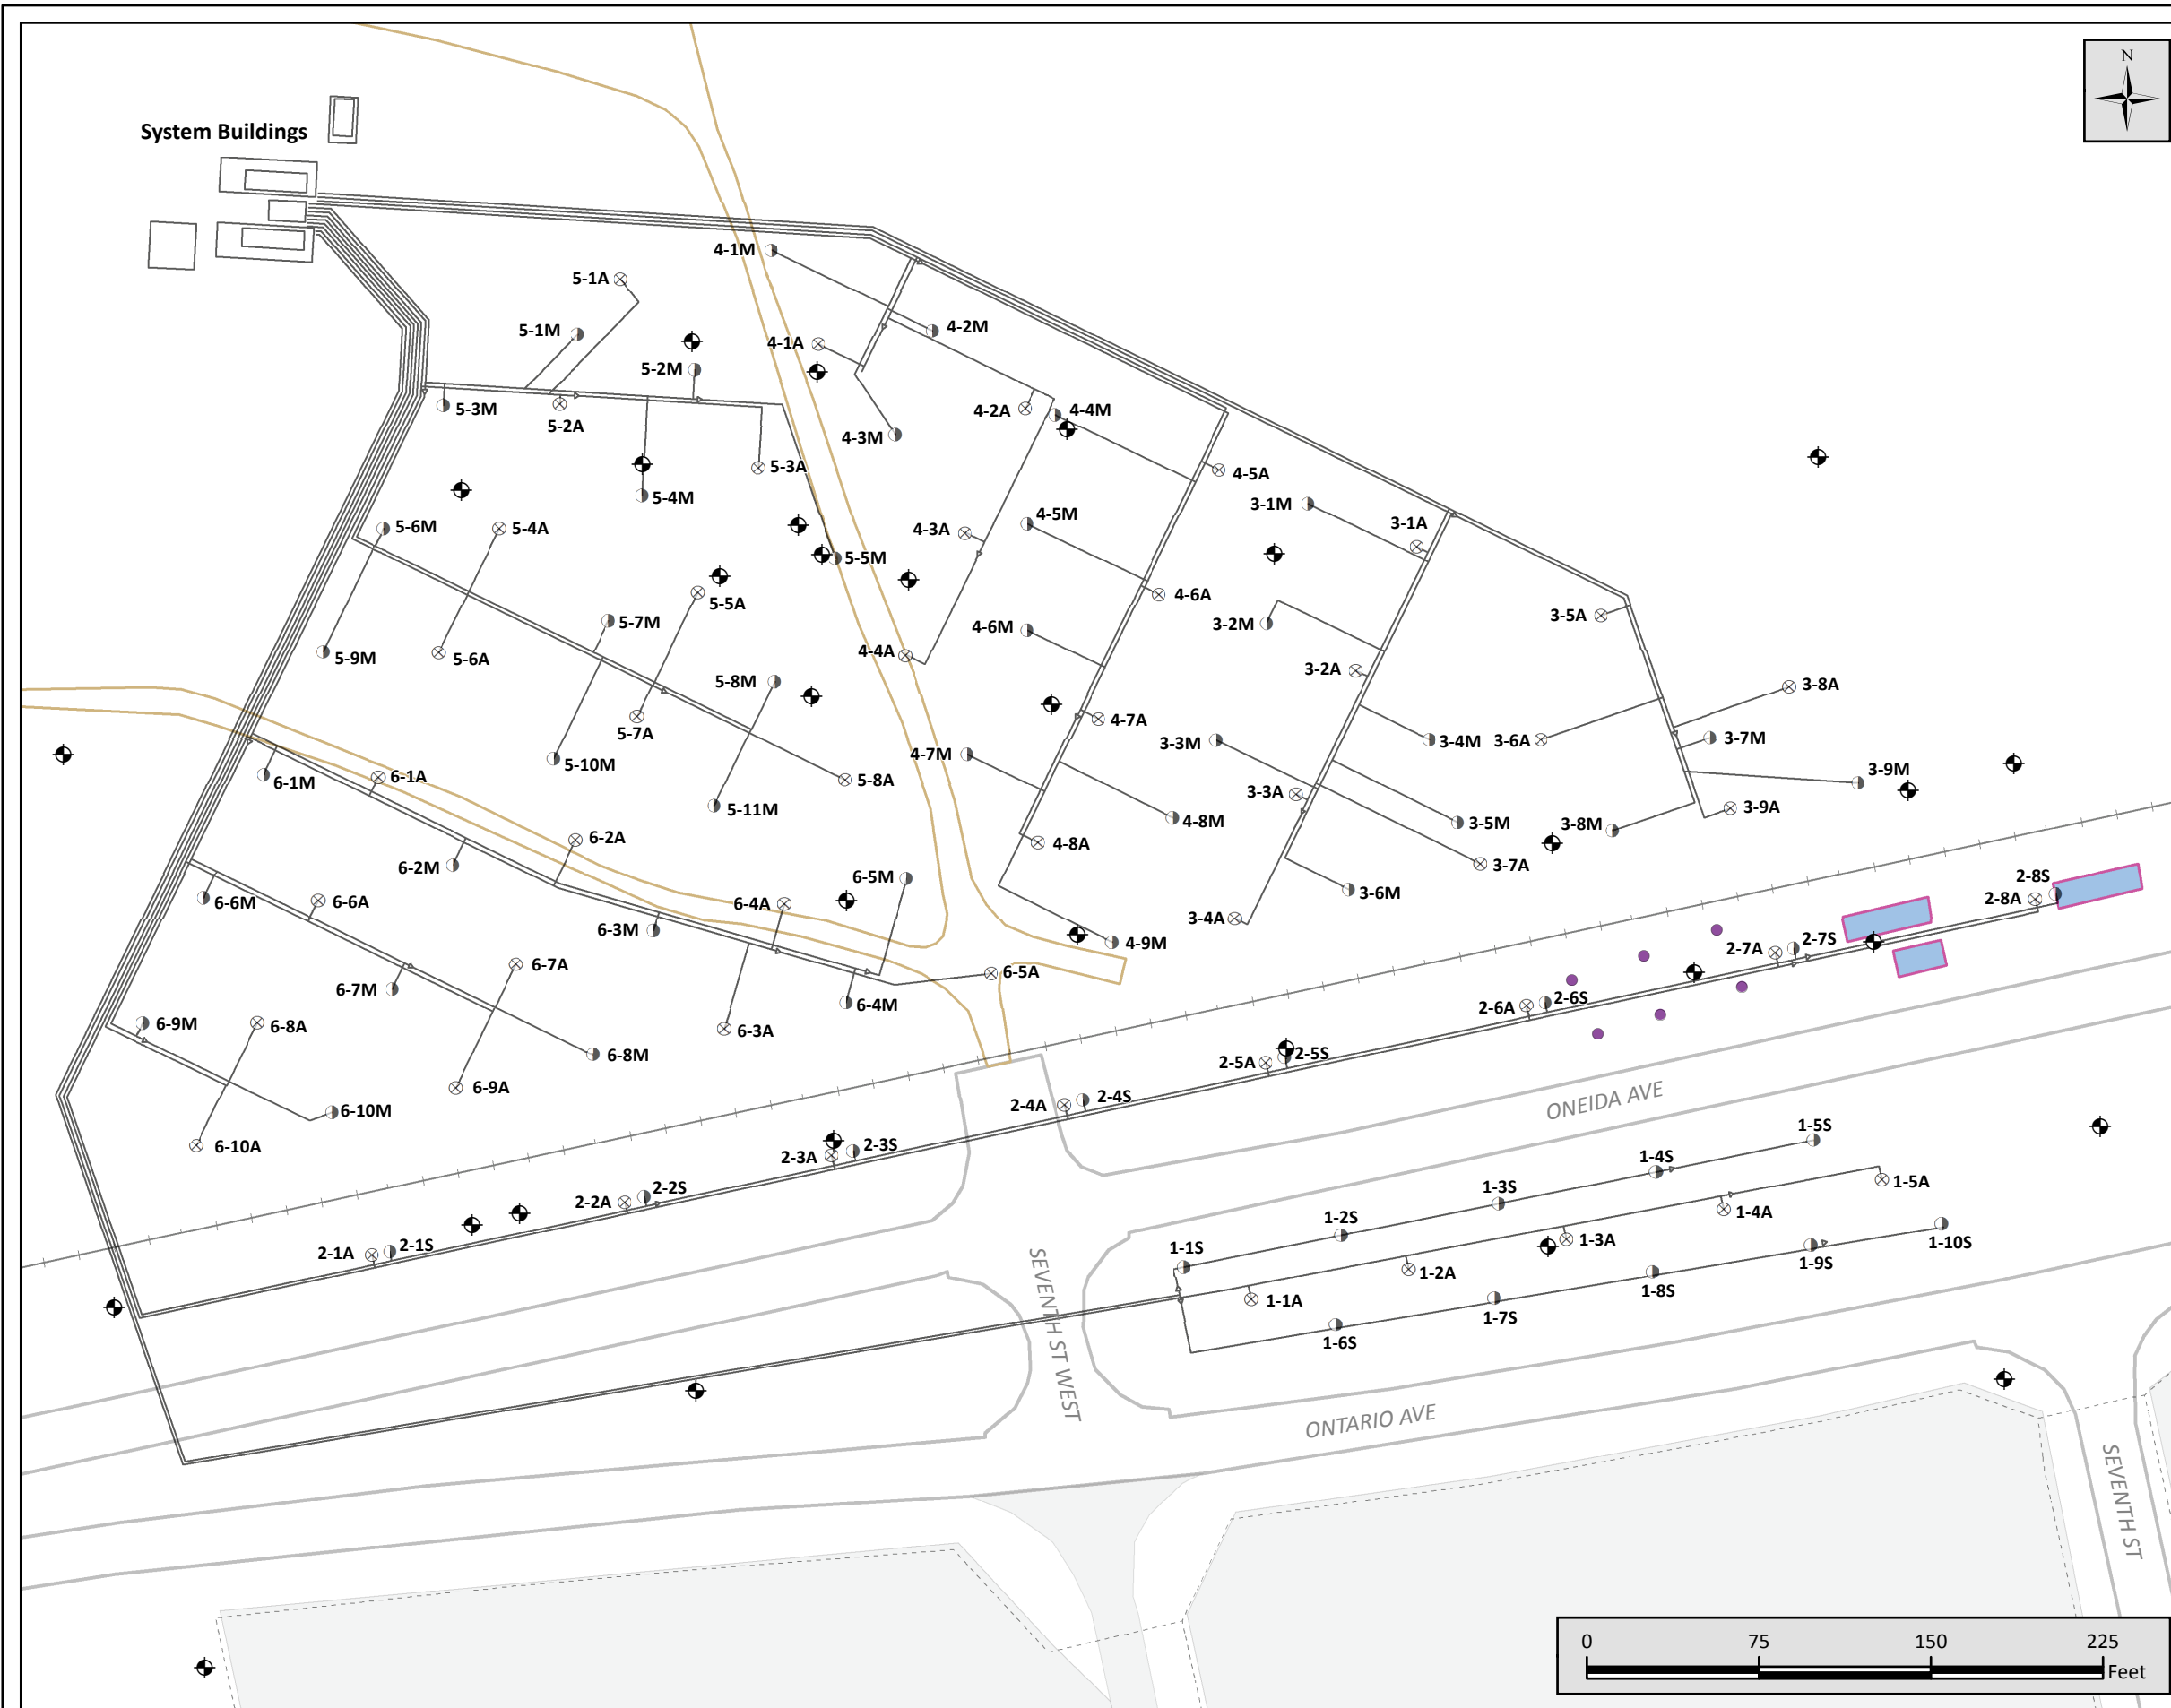 N
System Buildings
4-1M
5-1A
5-1M
4-2M
4-1A
5-2M
5-3M
5-2A
4-2A
4-4M
4-3M
5-3A
4-5A
5-4M
3-1M
4-5M
3-1A
5-6M
5-4A
4-3A
5-5M
4-6A
5-5A
3-5A
5-7M
4-6M
3-2M
5-9M
5-6A
4-4A
3-2A
5-8M
3-8A
4-7A
5-7A
3-3M
3-4M
3-6A
3-7M
4-7M
5-10M
3-9M
6-1M
6-1A
5-8A
3-3A
5-11M
3-9A
4-8M
3-5M
3-8M
6-2A
4-8A
6-2M
3-7A
6-5M
2-8S
3-6M
6-6M
6-6A
6-4A
2-8A
3-4A
6-3M
4-9M
2-7S
2-7A
6-7A
6-5A
6-7M
2-6S
6-4M
2-6A
6-9M
6-8A
6-3A
6-8M
2-5S
2-5A
6-9A
ONEIDA AVE
2-4S
2-4A
6-10M
1-5S
6-10A
2-3S
2-3A
1-4S
1-5A
2-2S
1-3S
2-2A
1-4A
1-2S
1-10S
1-3A
2-1S
1-1S
2-1A
1-9S
1-2A
1-8S
1-1A
1-7S
SEVENTH ST WEST
1-6S
ONTARIO AVE
SEVENTH ST
0 75 150 225
Feet